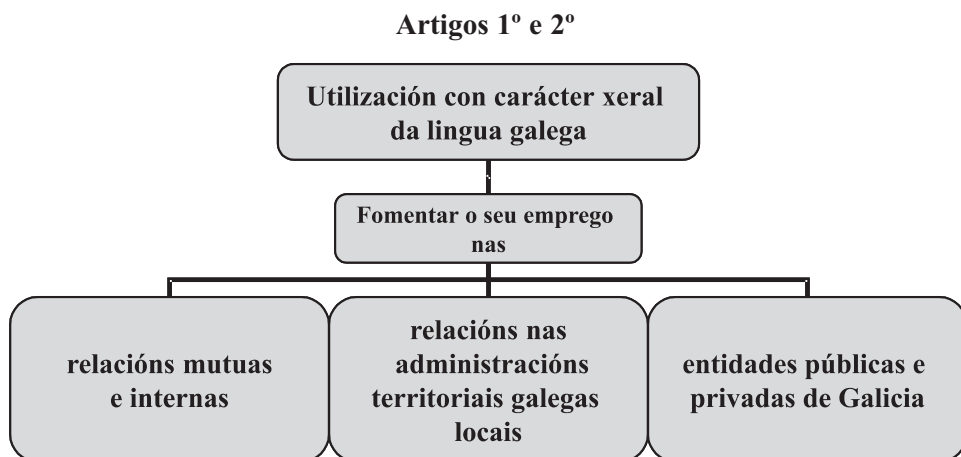 Artigos 1º e 2º
Utilización con carácter xeral
da lingua galega
Fomentar o seu emprego
nas
relacións mutuas
e internas
relacións nas
administracións
territoriais galegas
locais
entidades públicas e
privadas de Galicia